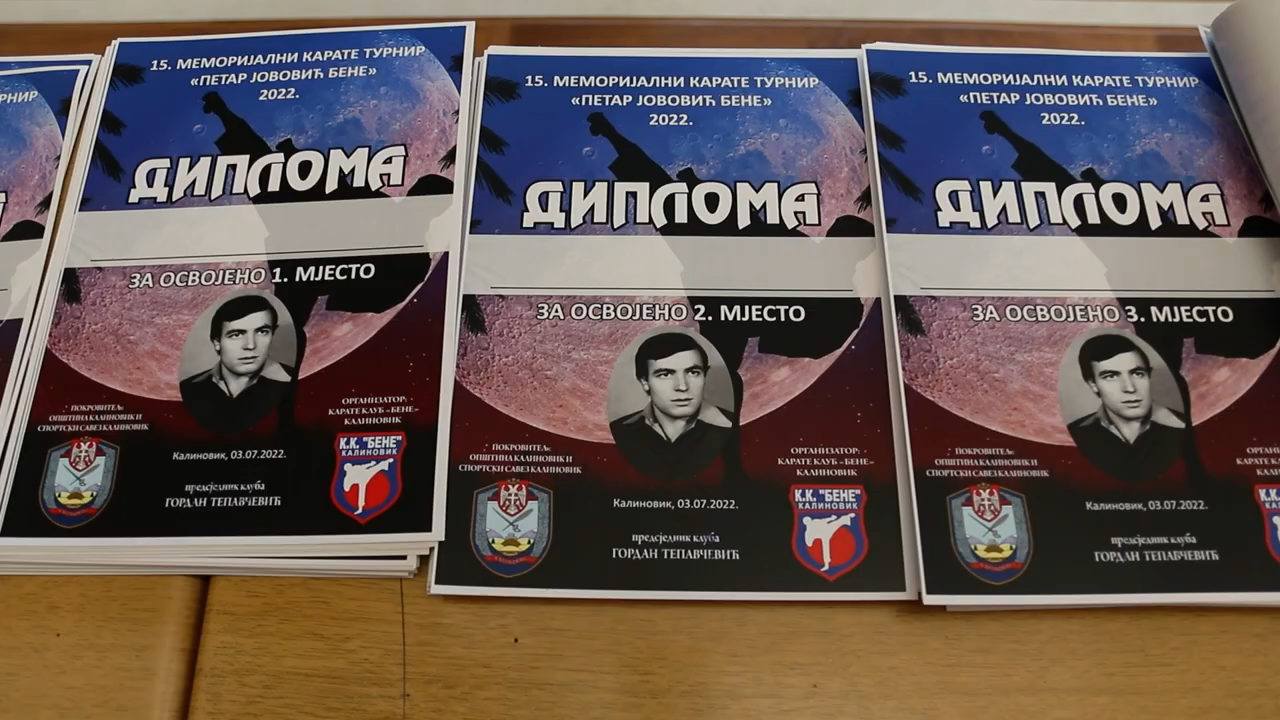 РНИР
15. МЕМОРИЈАЛНИ КАРАТЕ ТУРНИР
«ПЕТАР ЈОВОВИЋ БЕНЕ»
2022.
ДИПЛОМА
ЗА ОСВОЈЕНО 1. МЈЕСТО
ПОКРОВИТЕЉ:
ОПШТИНА КАЛИНОВИК И
СПОРТСКИ САВЕЗ КАЛИНОВИК
ОРГАНИЗАТОР:
КАРАТЕ КЛУБ «БЕНЕ»
КАЛИНОВИК
К.К. "БЕНЕ"
КАЛИНОВИК
Калиновик, 03.07.2022.
предсједник клуба
ГОРДАН ТЕПАВЧЕВИЋ
15. МЕМОРИЈАЛНИ КАРАТЕ ТУРНИР
«ПЕТАР ЈОВОВИЋ БЕНЕ»
2022.
ДИПЛОМА
ЗА ОСВОЈЕНО 2. МЈЕСТО
ПОКРОВИТЕЉ:
ОПШТИНА КАЛИНОВИК И
СПОРТСКИ САВЕЗ КАЛИНОВИК
ОРГАНИЗАТОР:
КАРАТЕ КЛУБ «БЕНЕ»
КАЛИНОВИК
К.К. "БЕНЕ"
КАЛИНОВИК
Калиновик, 03.07.2022.
предсједник клуба
ГОРДАН ТЕПАВЧЕВИЋ
15. МЕМОРИЈАЛНИ КАРАТЕ ТУРНИР
«ПЕТАР ЈОВОВИЋ БЕНЕ»
2022.
ДИПЛОМА
ЗА ОСВОЈЕНО 3. МЈЕСТО
ПОКРОВИТЕЉ:
ОПШТИНА КАЛИНОВИК И
СПОРТСКИ САВЕЗ КАЛИНОВИК
Калиновик, 03.07.2022.
предсједник клуба
ГОРДАН ТЕПАВЧЕВИЋ